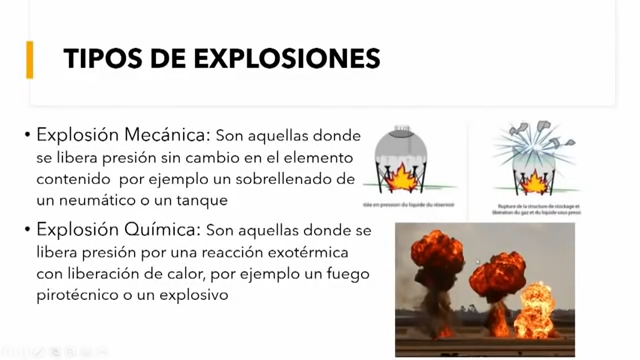 TIPOS DE EXPLOSIONES
• Explosión Mecánica: Son aquellas donde
se libera presión sin cambio en el elemento
contenido por ejemplo un sobrellenado de
un neumático o un tanque
• Explosión Química: Son aquellas donde se
libera presión por una reacción exotérmica
con liberación de calor, por ejemplo un fuego
pirotécnico o un explosivo
en pression du liquide du réservoir
Rupture de la structure de stockage et
libération du gaz et du liquide sous